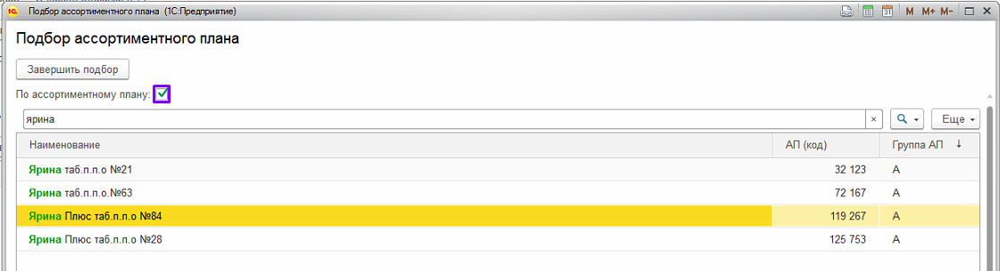 Подбор ассортиментного плана (1С:Предприятие)
31 M M+ M-
Подбор ассортиментного плана
Завершить подбор
По ассортиментному плану:
ярина × Еще
Наименование АП (код) Группа АП ↓
Ярина таб.п.п.о №21 32 123 А
Ярина таб.п.п.о.№63 72 167 А
Ярина Плюс таб.п.п.о №84 119 267 А
Ярина Плюс таб.п.п.о №28 125 753 А